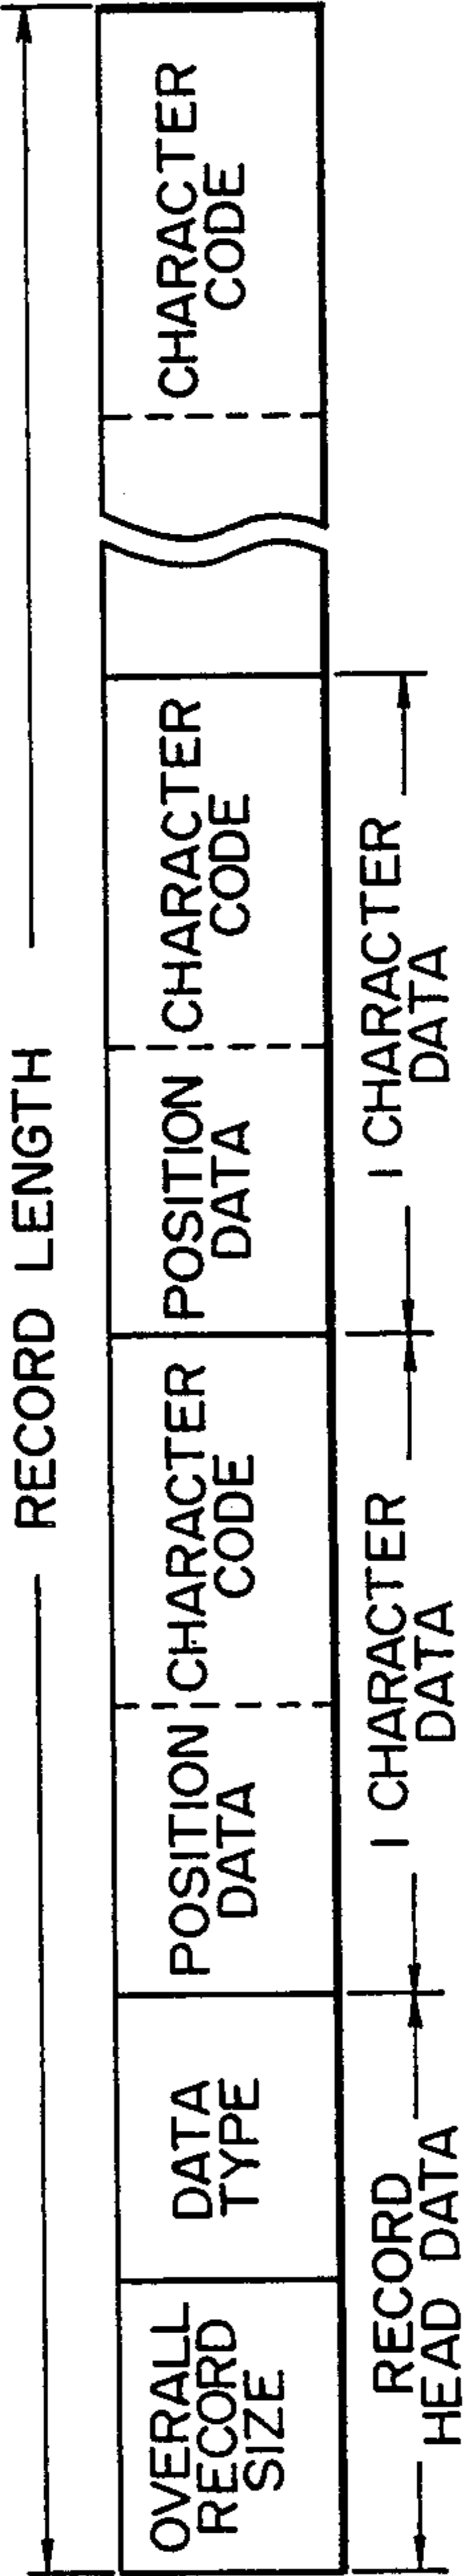 RECORD LENGTH
OVERALL
RECORD
SIZE
DATA
TYPE
POSITION
DATA
CHARACTER
CODE
POSITION
DATA
CHARACTER
CODE
CHARACTER
CODE
RECORD
HEAD DATA
1 CHARACTER
DATA
1 CHARACTER
DATA